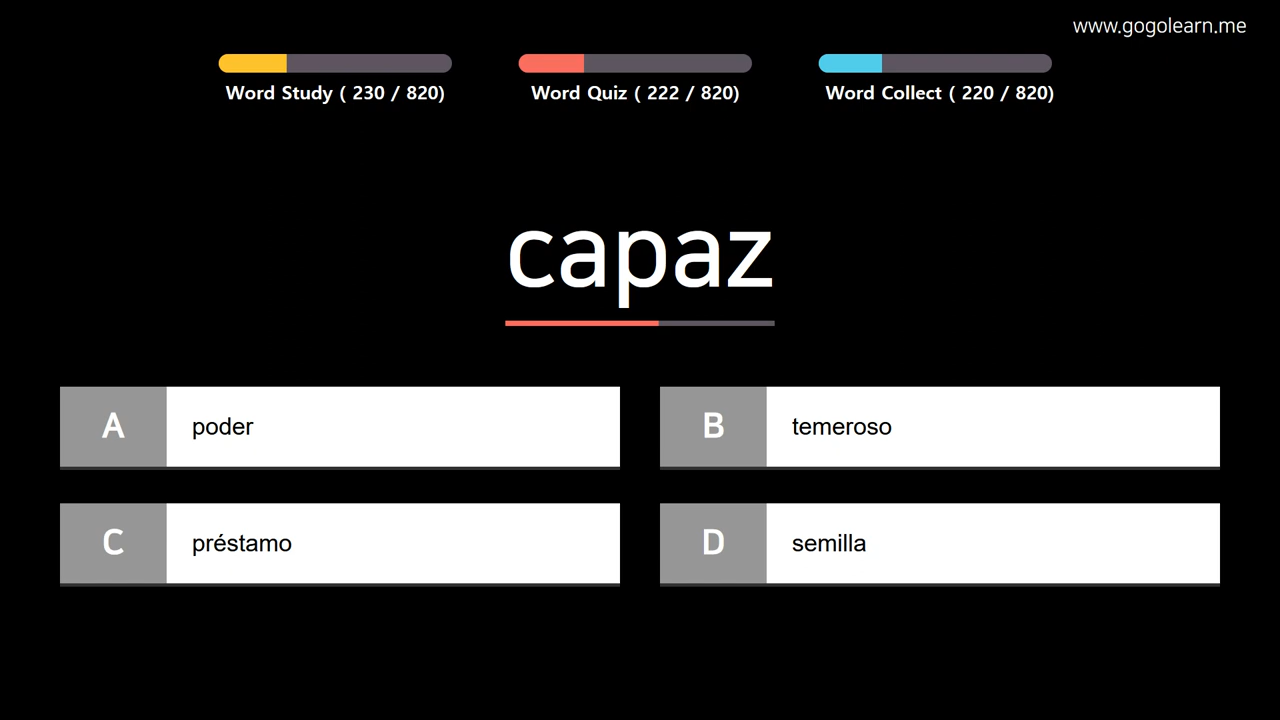 www.gogolearn.me
Word Study ( 230 / 820)
Word Quiz ( 222 / 820)
Word Collect ( 220 / 820)
capaz
A poder
B temeroso
C préstamo
D semilla